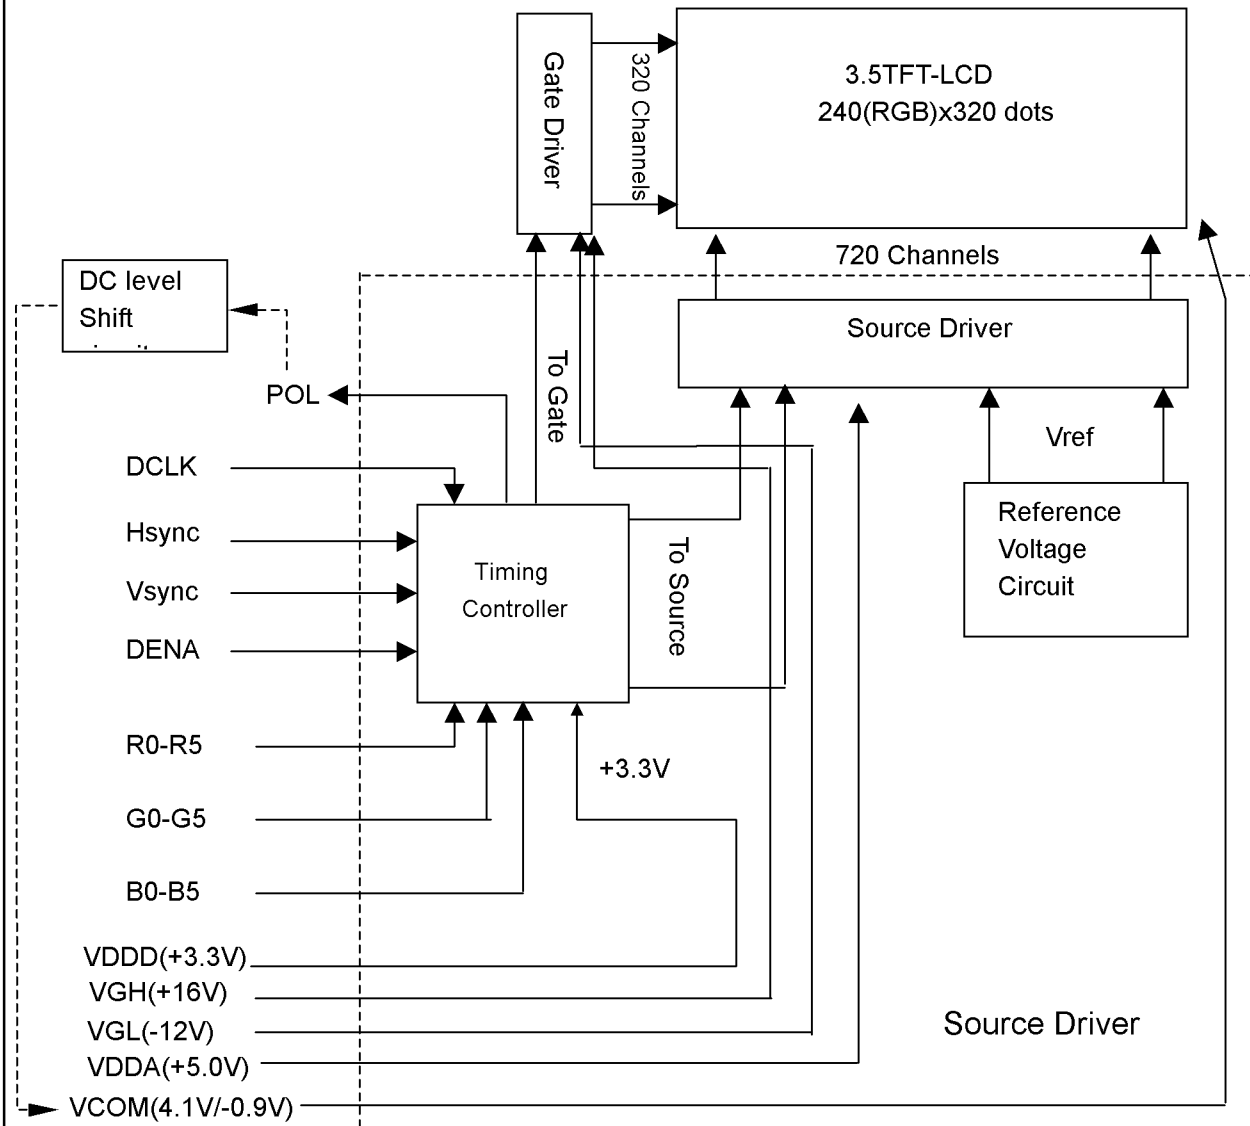 Gate Driver
320 Channels
3.5TFT-LCD
240(RGB)x320 dots
720 Channels
DC level
Shift
Source Driver
POL
To Gate
Vref
DCLK
Hsync
Vsync
DENA
Timing
Controller
To Source
Reference
Voltage
Circuit
R0-R5
+3.3V
G0-G5
B0-B5
VDDD(+3.3V)
VGH(+16V)
VGL(-12V)
Source Driver
VDDA(+5.0V)
VCOM(4.1V/-0.9V)